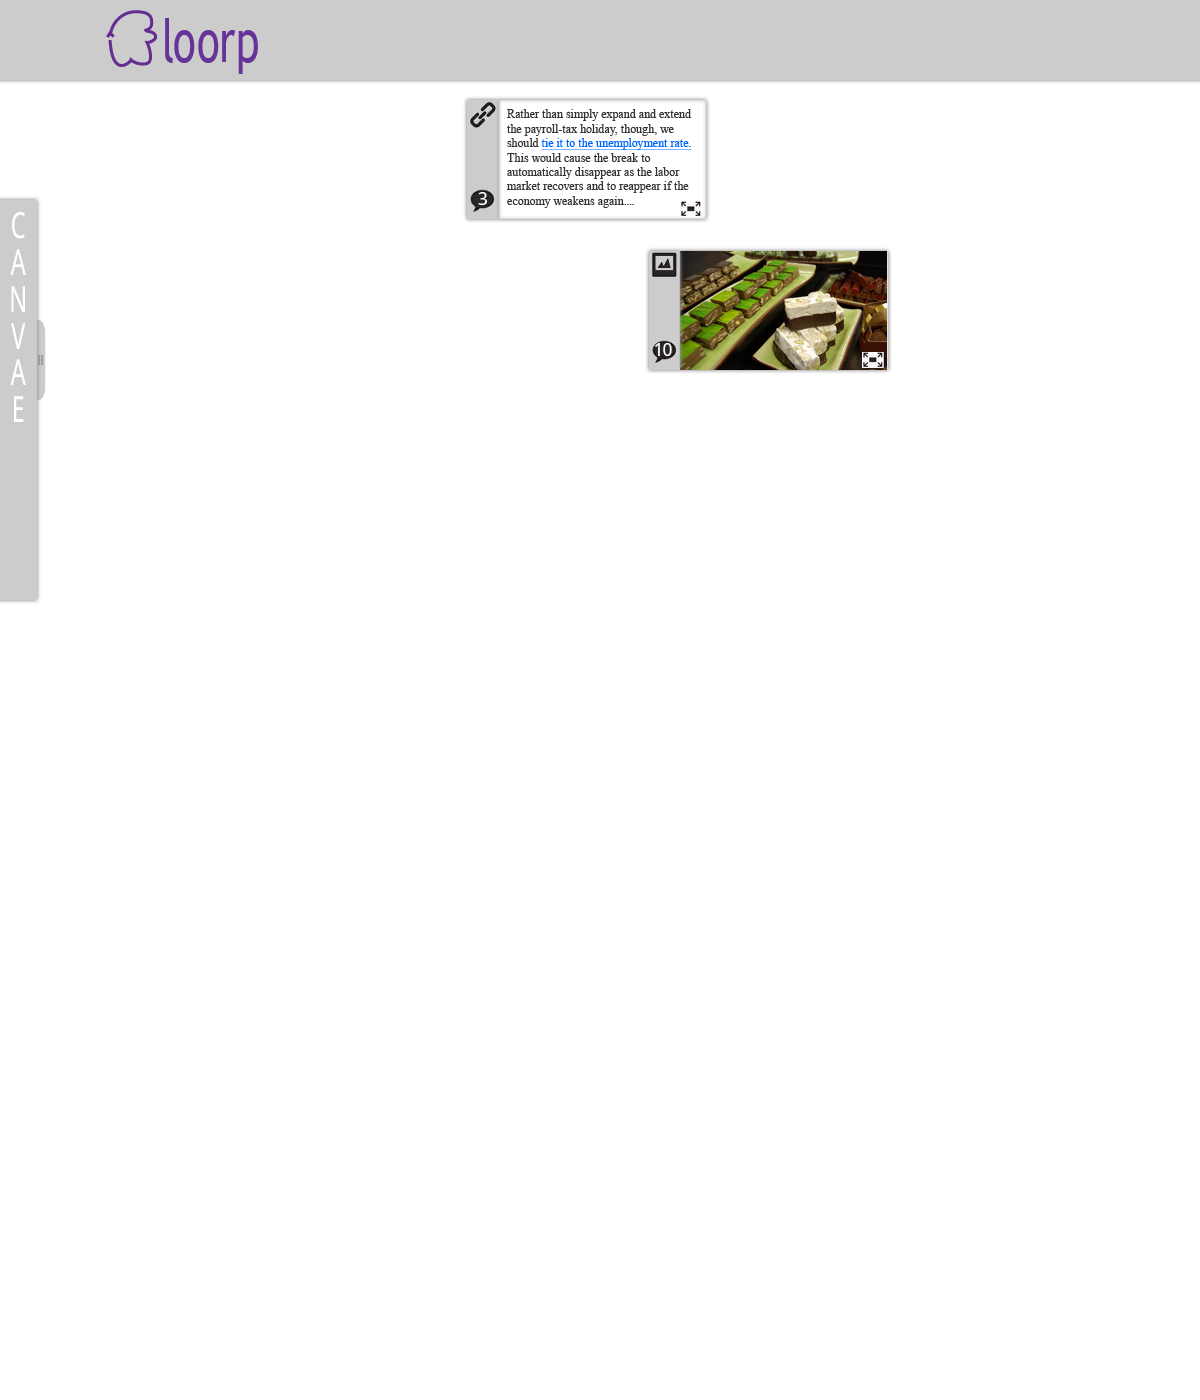 Bloorp
Rather than simply expand and extend
the payroll-tax holiday, though, we
should tie it to the unemployment rate.
This would cause the break to
automatically disappear as the labor
market recovers and to reappear if the
economy weakens again....
3
C
A
N
V
A
E
10